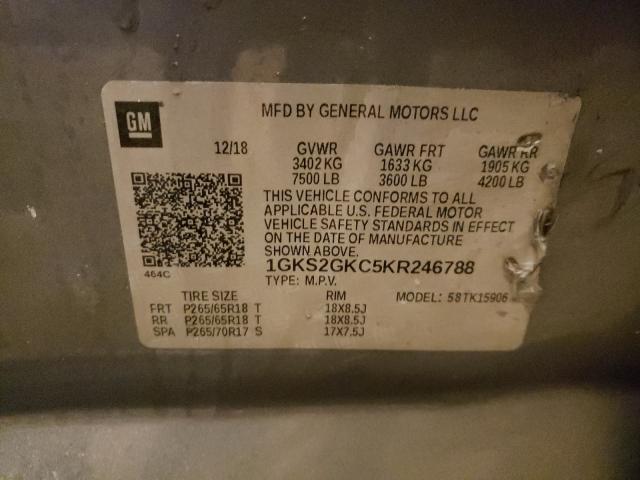 GM
MFD BY GENERAL MOTORS LLC
12/18 GVWR GAWR FRT GAWR RR
3402 KG 1633 KG 1905 KG
7500 LB 3600 LB 4200 LB
THIS VEHICLE CONFORMS TO ALL
APPLICABLE U.S. FEDERAL MOTOR
VEHICLE SAFETY STANDARDS IN EFFECT
ON THE DATE OF MANUFACTURE
SHOWN ABOVE.
464C
1GKS2GKC5KR246788
TYPE: M.P.V.
TIRE SIZE RIM MODEL: 58TK15906
FRT P265/65R18 T 18X8.5J
RR P265/65R18 T 18X8.5J
SPA P265/70R17 S 17X7.5J